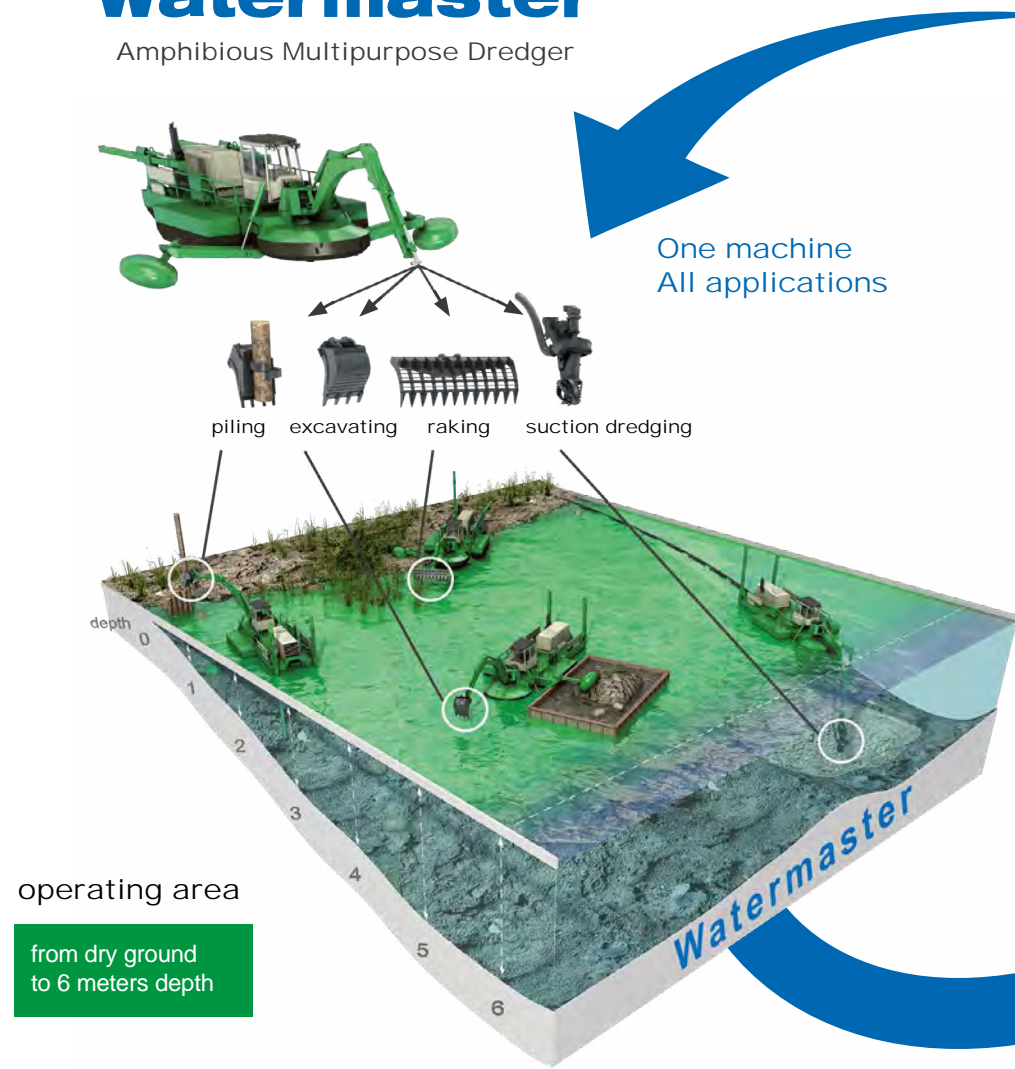 Watermaster
Amphibious Multipurpose Dredger
One machine
All applications
piling
excavating
raking
suction dredging
depth
0
1
2
3
4
5
6
Watermaster
operating area
from dry ground
to 6 meters depth